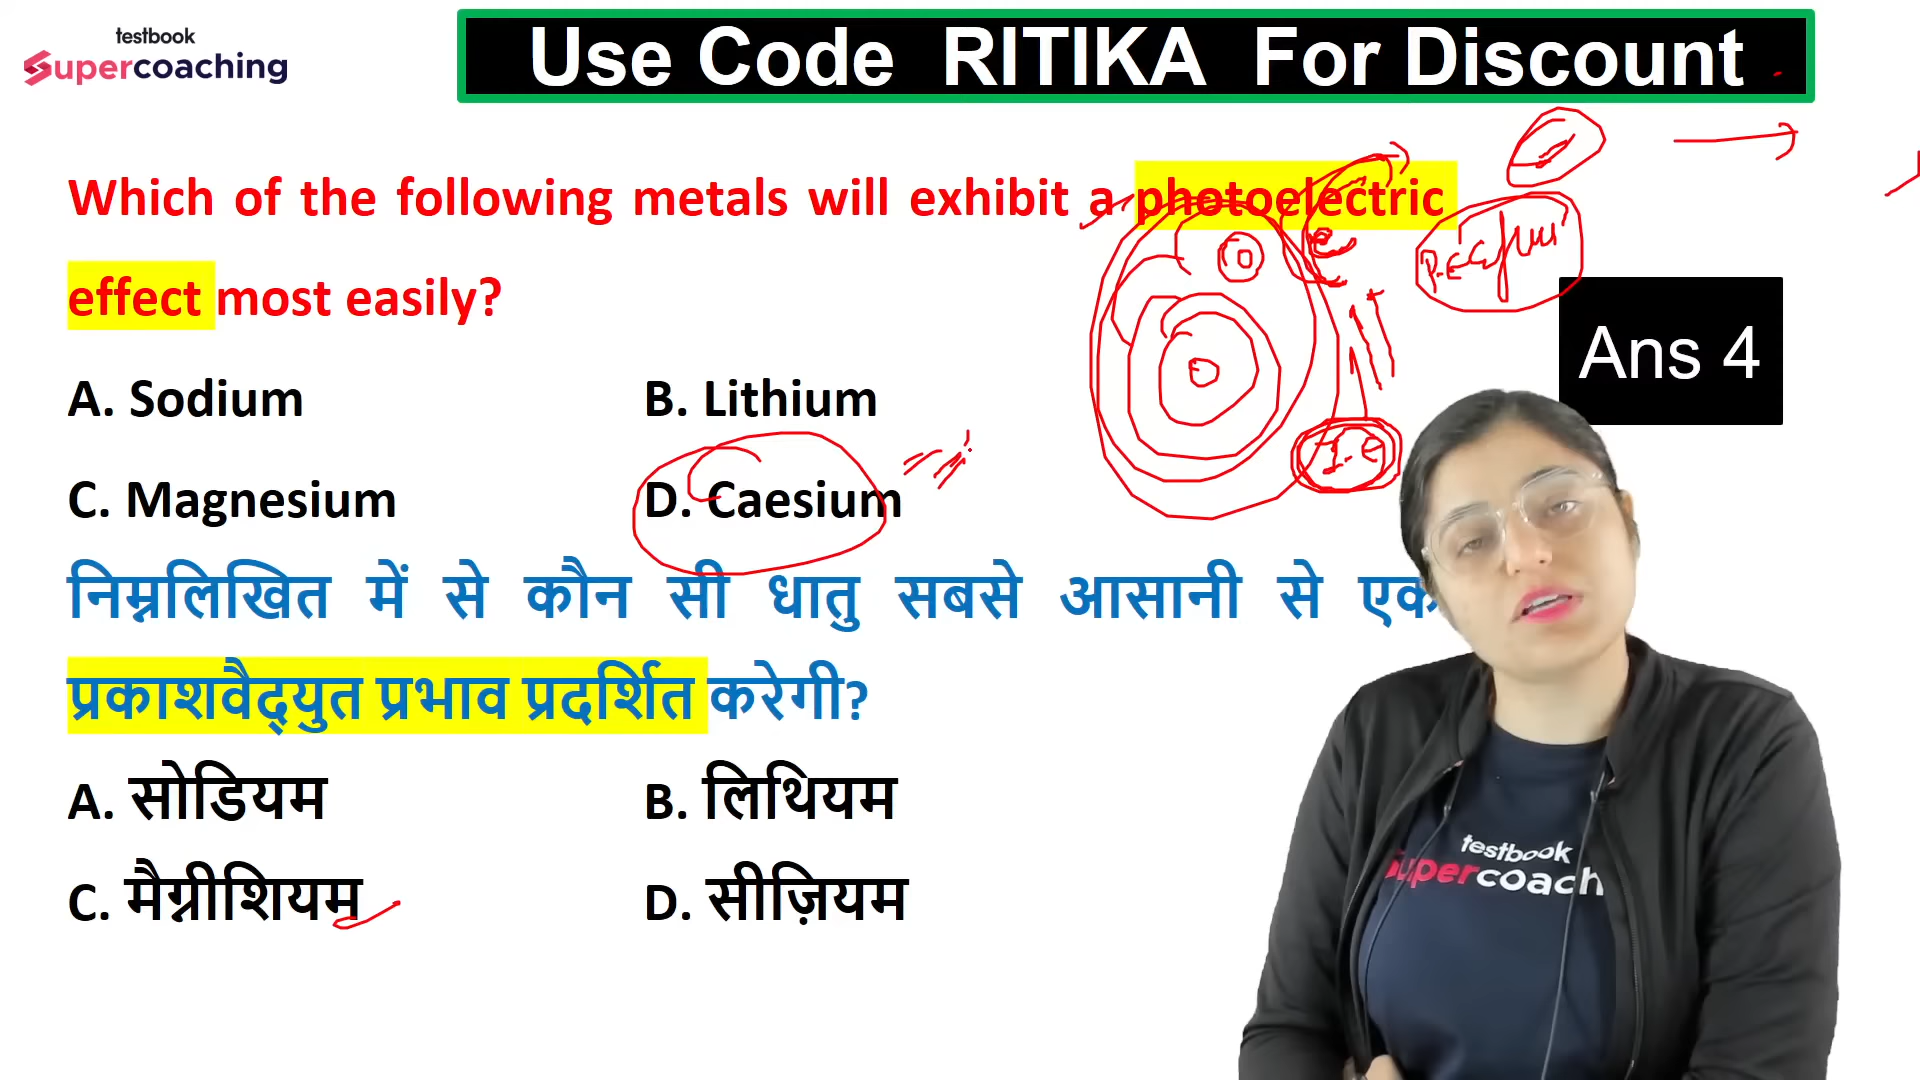 testbook
Supercoaching
Use Code RITIKA For Discount
Which of the following metals will exhibit a photoelectric
effect most easily?
Ans 4
A. Sodium B. Lithium
C. Magnesium D. Caesium
I-e
निम्नलिखित में से कौन सी धातु सबसे आसानी से एक
प्रकाशवैद्युत प्रभाव प्रदर्शित करेगी?
A. सोडियम B. लिथियम
C. मैग्नीशियम D. सीज़ियम
testbook
Supercoach